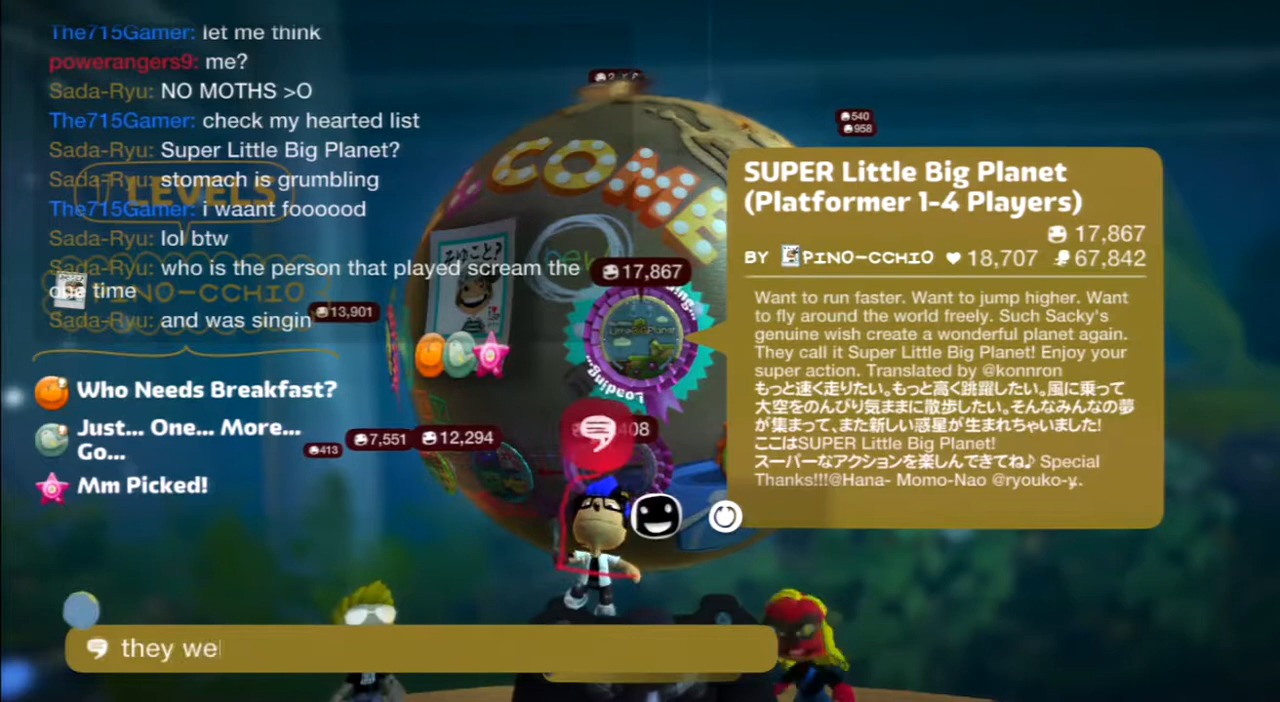 The715Gamer: let me think
powerangers9: me?
Sada-Ryu: NO MOTHS >O
The715Gamer: check my hearted list
Sada-Ryu: Super Little Big Planet?
Sada-Ryu: stomach is grumbling
LEVELS
The715Gamer: i waant foooood
Sada-Ryu: lol btw
Sada-Ryu: who is the person that played scream the
one time
PINO-CCHIO
Sada-Ryu: and was singin
Who Needs Breakfast?
Just... One... More...
Go...
Mm Picked!
COME
17,867
13,901
7,551
12,294
413
408
540
958
Loading...
SUPER Little Big Planet
(Platformer 1-4 Players)
17,867
BY PINO-CCHIO 18,707 67,842
Want to run faster. Want to jump higher. Want
to fly around the world freely. Such Sacky's
genuine wish create a wonderful planet again.
They call it Super Little Big Planet! Enjoy your
super action. Translated by @konnron
もっと速く走りたい。もっと高く跳躍したい。風に乗って
大空をのんびり気ままに散歩したい。そんなみんなの夢
が集まって、また新しい惑星が生まれちゃいました!
ここはSUPER Little Big Planet!
スーパーなアクションを楽しんできてね♪ Special
Thanks!!!@Hana- Momo-Nao @ryouko-y.
they we